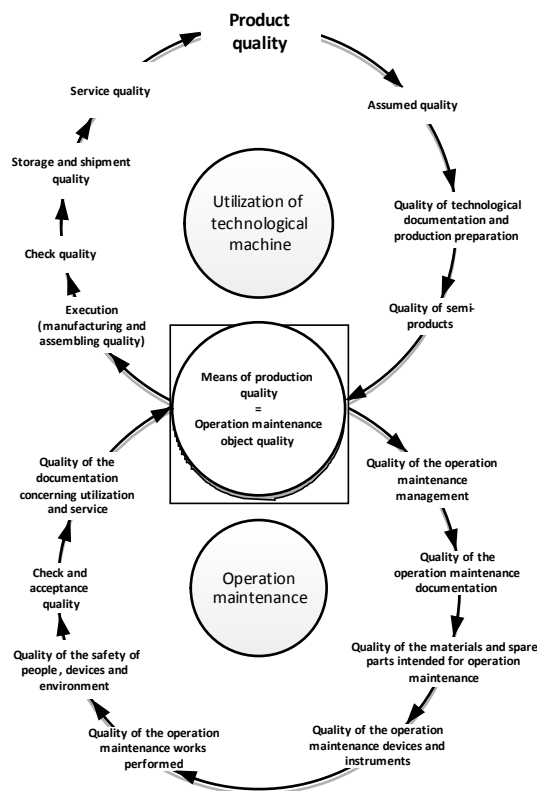 Product
quality
Service quality
Assumed quality
Storage and shipment
quality
Utilization of
technological
machine
Quality of technological
documentation and
production preparation
Check quality
Execution
(manufacturing and
assembling quality)
Quality of semi-
products
Means of production
quality
=
Operation maintenance
object quality
Quality of the
documentation
concerning utilization
and service
Quality of the operation
maintenance
management
Check and
acceptance
quality
Operation
maintenance
Quality of the
operation maintenance
documentation
Quality of the safety of
people , devices and
environment
Quality of the materials and spare
parts intended for operation
maintenance
Quality of the operation
maintenance works
performed
Quality of the operation
maintenance devices and
instruments